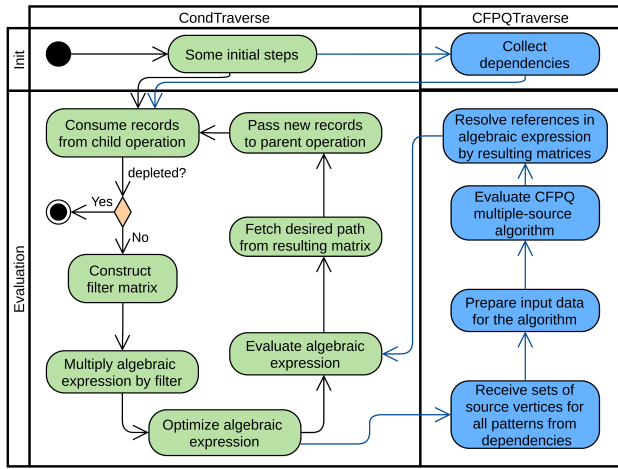 CondTraverse
CFPQTraverse
Init
Some initial steps
Collect
dependencies
Evaluation
Consume records
from child operation
depleted?
Yes
No
Construct
filter matrix
Multiply algebraic
expression by filter
Optimize algebraic
expression
Pass new records
to parent operation
Fetch desired path
from resulting matrix
Evaluate algebraic
expression
Resolve references in
algebraic expression
by resulting matrices
Evaluate CFPQ
multiple-source
algorithm
Prepare input data
for the algorithm
Receive sets of
source vertices for
all patterns from
dependencies